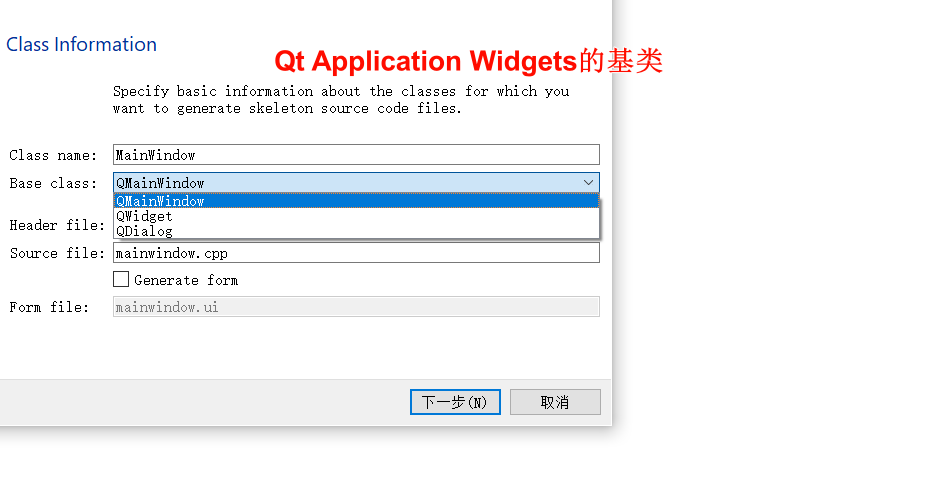 Class Information
Qt Application Widgets的基类
Specify basic information about the classes for which you
want to generate skeleton source code files.
Class name: MainWindow
Base class: QMainWindow
QMainWindow
QWidget
Header file:
QDialog
Source file: mainwindow.cpp
Generate form
Form file: mainwindow.ui
下一步(N) 取消